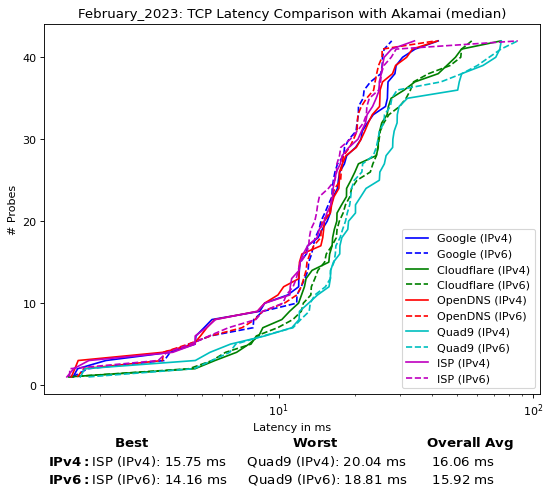 February_2023: TCP Latency Comparison with Akamai (median)
40
30
20
10
0
# Probes
10¹
10²
Latency in ms
Google (IPv4)
Google (IPv6)
Cloudflare (IPv4)
Cloudflare (IPv6)
OpenDNS (IPv4)
OpenDNS (IPv6)
Quad9 (IPv4)
Quad9 (IPv6)
ISP (IPv4)
ISP (IPv6)
Best Worst Overall Avg
IPv4: ISP (IPv4): 15.75 ms Quad9 (IPv4): 20.04 ms 16.06 ms
IPv6: ISP (IPv6): 14.16 ms Quad9 (IPv6): 18.81 ms 15.92 ms